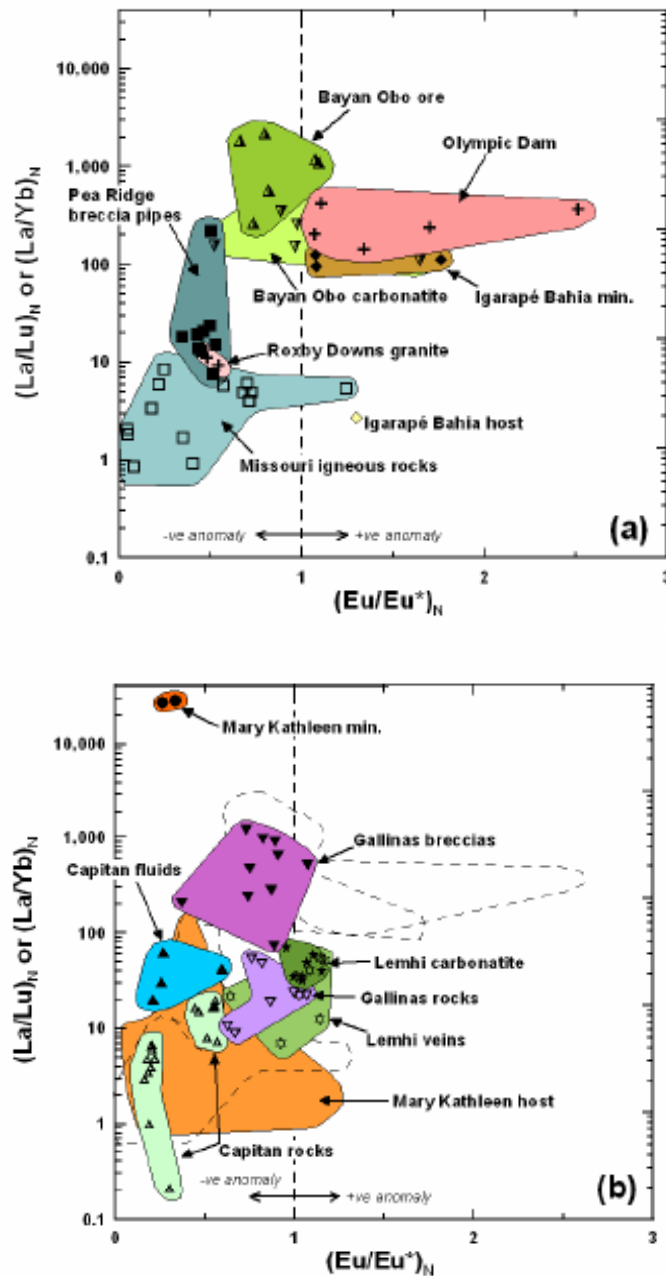 10,000
Bayan Obo ore
Olympic Dam
1.000
Pea Ridge
breccia pipes
100
Bayan Obo carbonatite
Igarapé Bahia min.
10
Roxby Downs granite
Igarapé Bahia host
1
Missouri igneous rocks
-ve anomaly
+ve anomaly
(a)
0.1
0
1
2
3
(La/Lu)N or (La/Yb)N
(Eu/Eu*)N
10,000
Mary Kathleen min.
1,000
Gallinas breccias
Capitan fluids
100
Lemhi carbonatite
Gallinas rocks
10
Lemhi veins
Mary Kathleen host
1
Capitan rocks
-ve anomaly
+ve anomaly
(b)
0.1
0
1
2
3
(La/Lu)N or (La/Yb)N
(Eu/Eu*)N